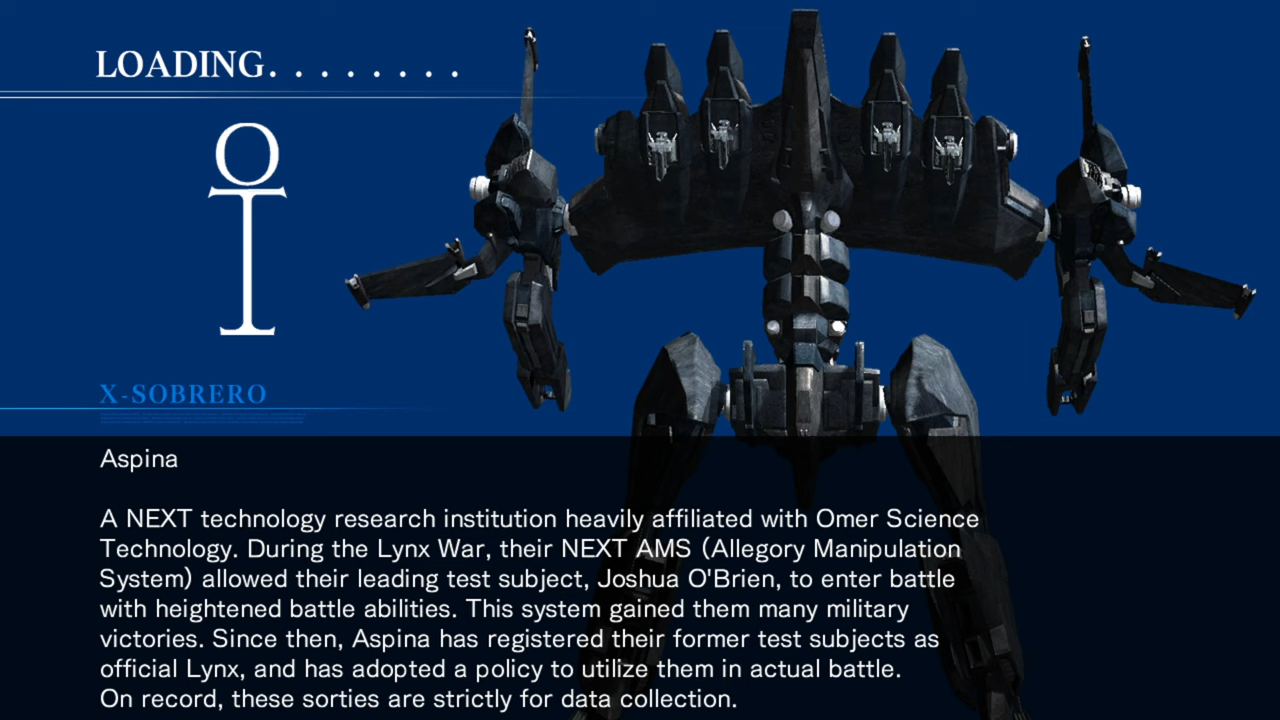 LOADING. . . . . . . .
X-SOBRERO
Aspina
A NEXT technology research institution heavily affiliated with Omer Science
Technology. During the Lynx War, their NEXT AMS (Allegory Manipulation
System) allowed their leading test subject, Joshua O'Brien, to enter battle
with heightened battle abilities. This system gained them many military
victories. Since then, Aspina has registered their former test subjects as
official Lynx, and has adopted a policy to utilize them in actual battle.
On record, these sorties are strictly for data collection.